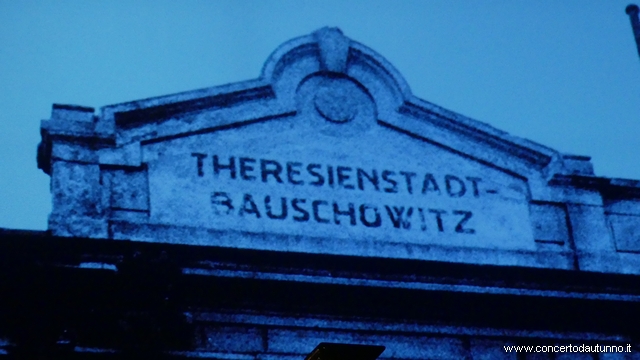 THERESIENSTADT-
BAUSCHOWITZ
www.concertodautunno.it